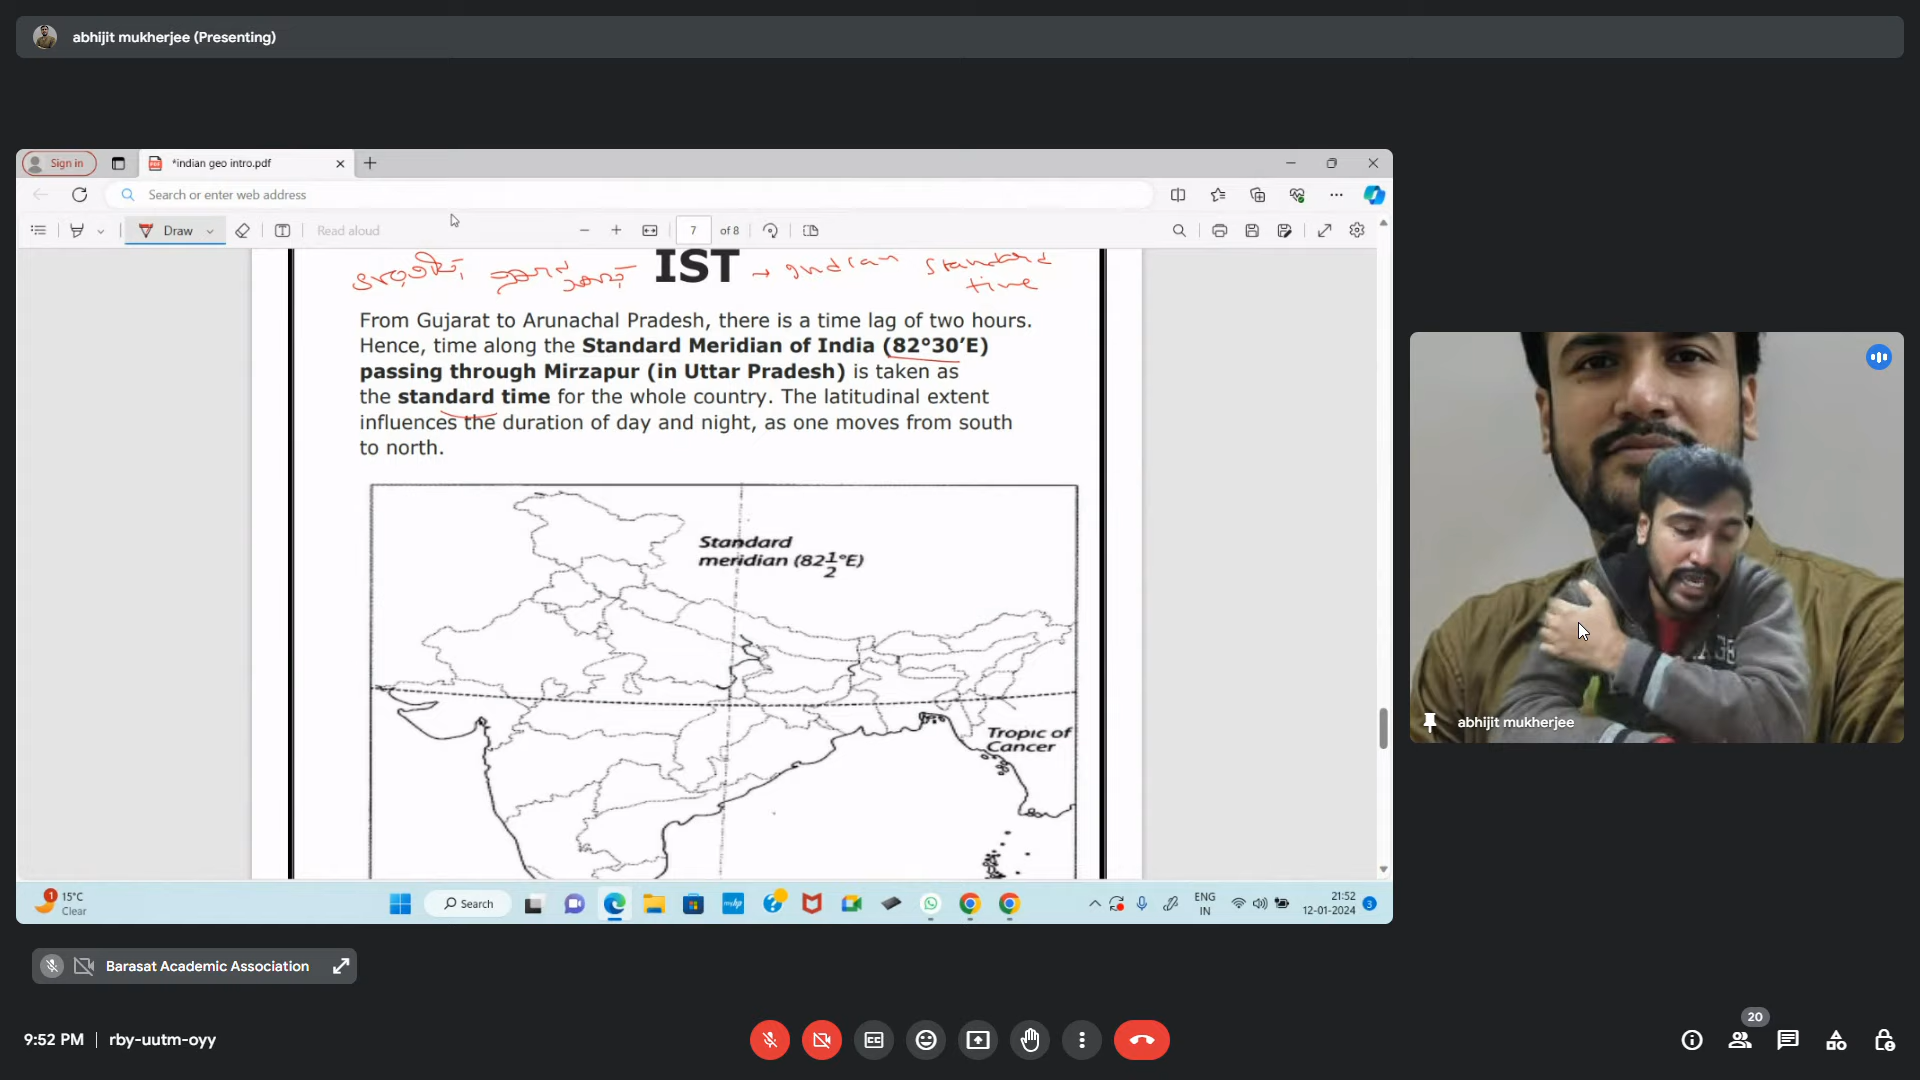 abhijit mukherjee (Presenting)
Sign in
*indian geo intro.pdf
Search or enter web address
Draw
Read aloud
7
of 8
IST → Indian standard
time
From Gujarat to Arunachal Pradesh, there is a time lag of two hours.
Hence, time along the Standard Meridian of India (82°30'E)
passing through Mirzapur (in Uttar Pradesh) is taken as
the standard time for the whole country. The latitudinal extent
influences the duration of day and night, as one moves from south
to north.
Standard
meridian (82½°E)
Tropic of
Cancer
abhijit mukherjee
1
15°C
Clear
Search
ENG
IN
21:52
12-01-2024
3
Barasat Academic Association
9:52 PM | rby-uutm-oyy
20